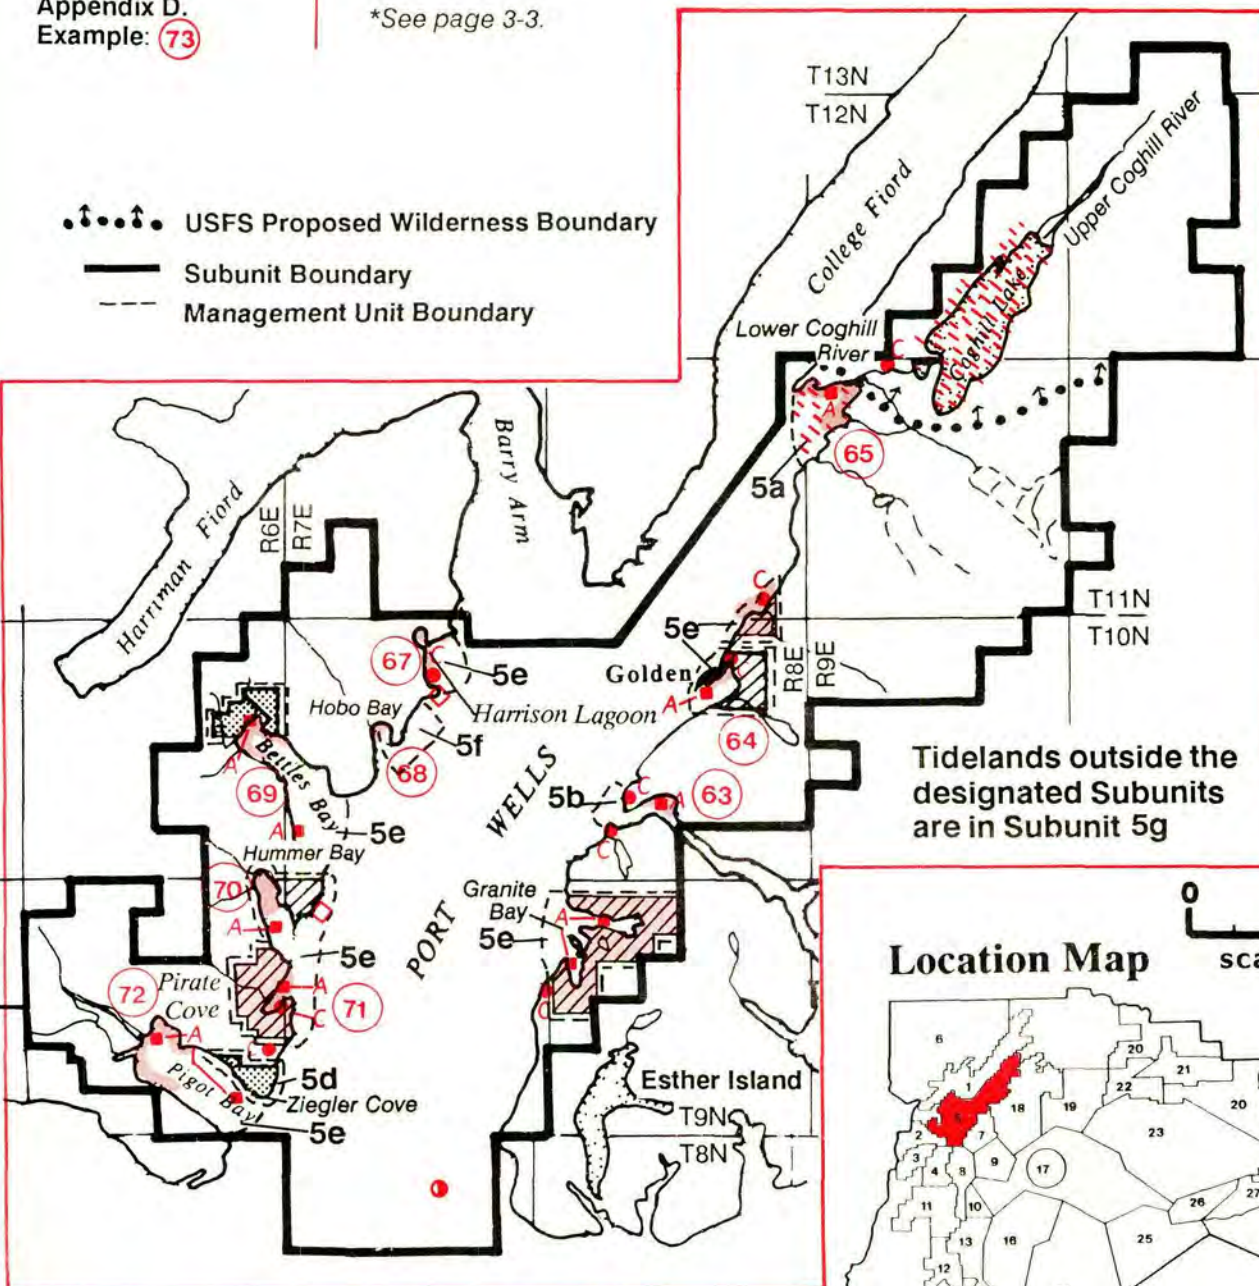 Appendix D.
Example: 73
*See page 3-3.
USFS Proposed Wilderness Boundary
Subunit Boundary
Management Unit Boundary
T13N
T12N
College Fiord
Upper Coghill River
Coghill Lake
Lower Coghill
River
C
A
65
5a
Barry Arm
Harriman Fiord
R6E
R7E
C
T11N
T10N
5e
67
C
5e
Golden
R8E
R9E
Hobo Bay
Harrison Lagoon
A
5f
64
68
Bettles Bay
A
69
WELLS
5b
C
A
63
Tidelands outside the
designated Subunits
are in Subunit 5g
A
5e
C
Hummer Bay
70
Granite
Bay
A
5e
A
PORT
5e
Pirate
Cove
72
A
71
C
C
A
Pigot Bay
5d
Ziegler Cove
5e
Esther Island
T9N
T8N
0
Location Map
sca
6
20
21
1
22
5
18
19
20
2
7
23
3
4
8
9
17
11
10
26
27
13
16
25
12